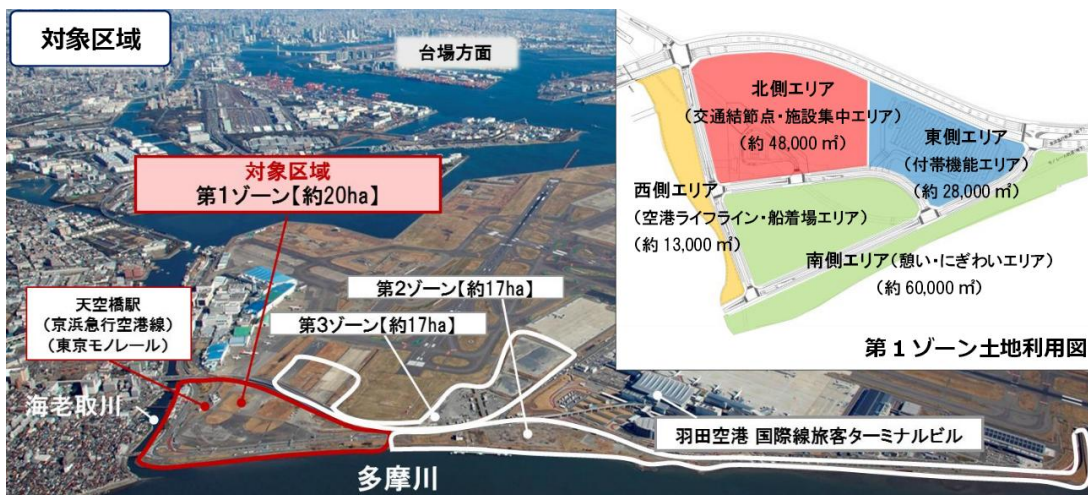 対象区域
台場方面
対象区域
第1ゾーン【約20ha】
天空橋駅
(京浜急行空港線)
(東京モノレール)
海老取川
第3ゾーン【約17ha】
第2ゾーン【約17ha】
多摩川
羽田空港 国際線旅客ターミナルビル
北側エリア
(交通結節点・施設集中エリア)
(約 48,000 ㎡)
東側エリア
(付帯機能エリア)
(約 28,000 ㎡)
西側エリア
(空港ライフライン・船着場エリア)
(約 13,000 ㎡)
南側エリア(憩い・にぎわいエリア)
(約 60,000 ㎡)
第1ゾーン土地利用図